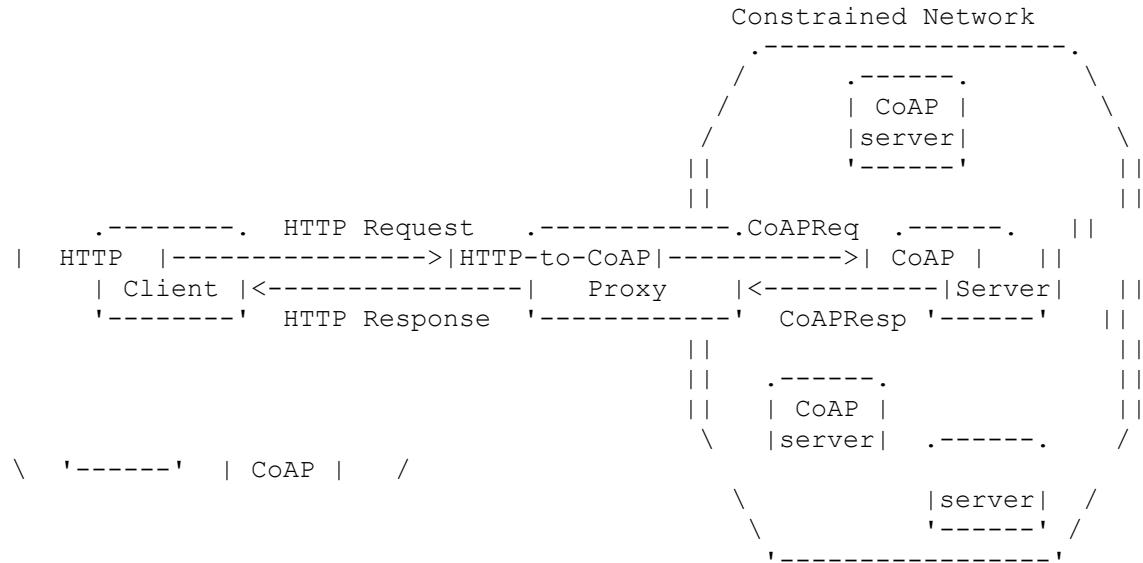 Constrained Network
.-------------------.
/ .------. \
/ | CoAP | \
/ |server| \
|| '------' ||
|| ||
.--------. HTTP Request .------------.CoAPReq .------. ||
| HTTP |---------------->|HTTP-to-CoAP|----------->| CoAP | ||
| Client |<----------------| Proxy |<-----------|Server| ||
'--------' HTTP Response '------------' CoAPResp '------' ||
|| ||
|| .------. ||
|| | CoAP | ||
\ |server| .------. /
\ '------' | CoAP | /
\ |server| /
\ '------' /
'------------------'